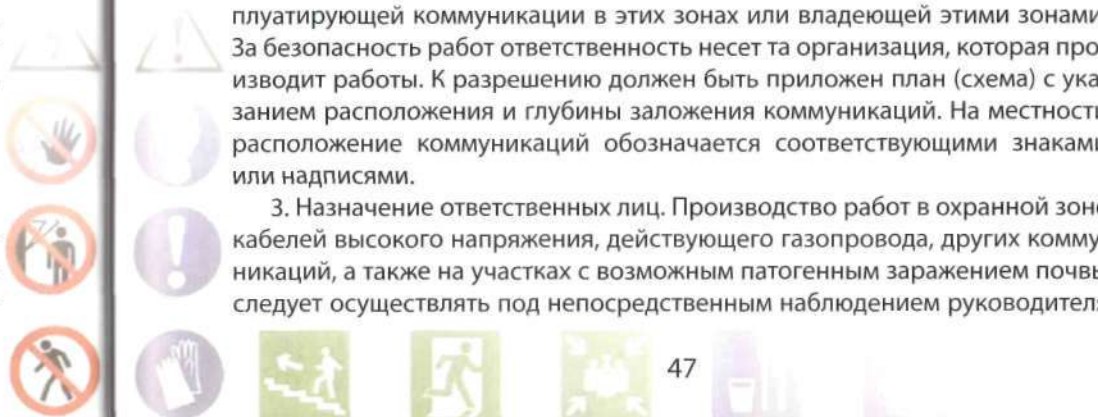 плуатирующей коммуникации в этих зонах или владеющей этими зонами
За безопасность работ ответственность несет та организация, которая про
изводит работы. К разрешению должен быть приложен план (схема) с ука
занием расположения и глубины заложения коммуникаций. На местности
расположение коммуникаций обозначается соответствующими знаками
или надписями.
3. Назначение ответственных лиц. Производство работ в охранной зоне
кабелей высокого напряжения, действующего газопровода, других комму
никаций, а также на участках с возможным патогенным заражением почвы
следует осуществлять под непосредственным наблюдением руководителя
47